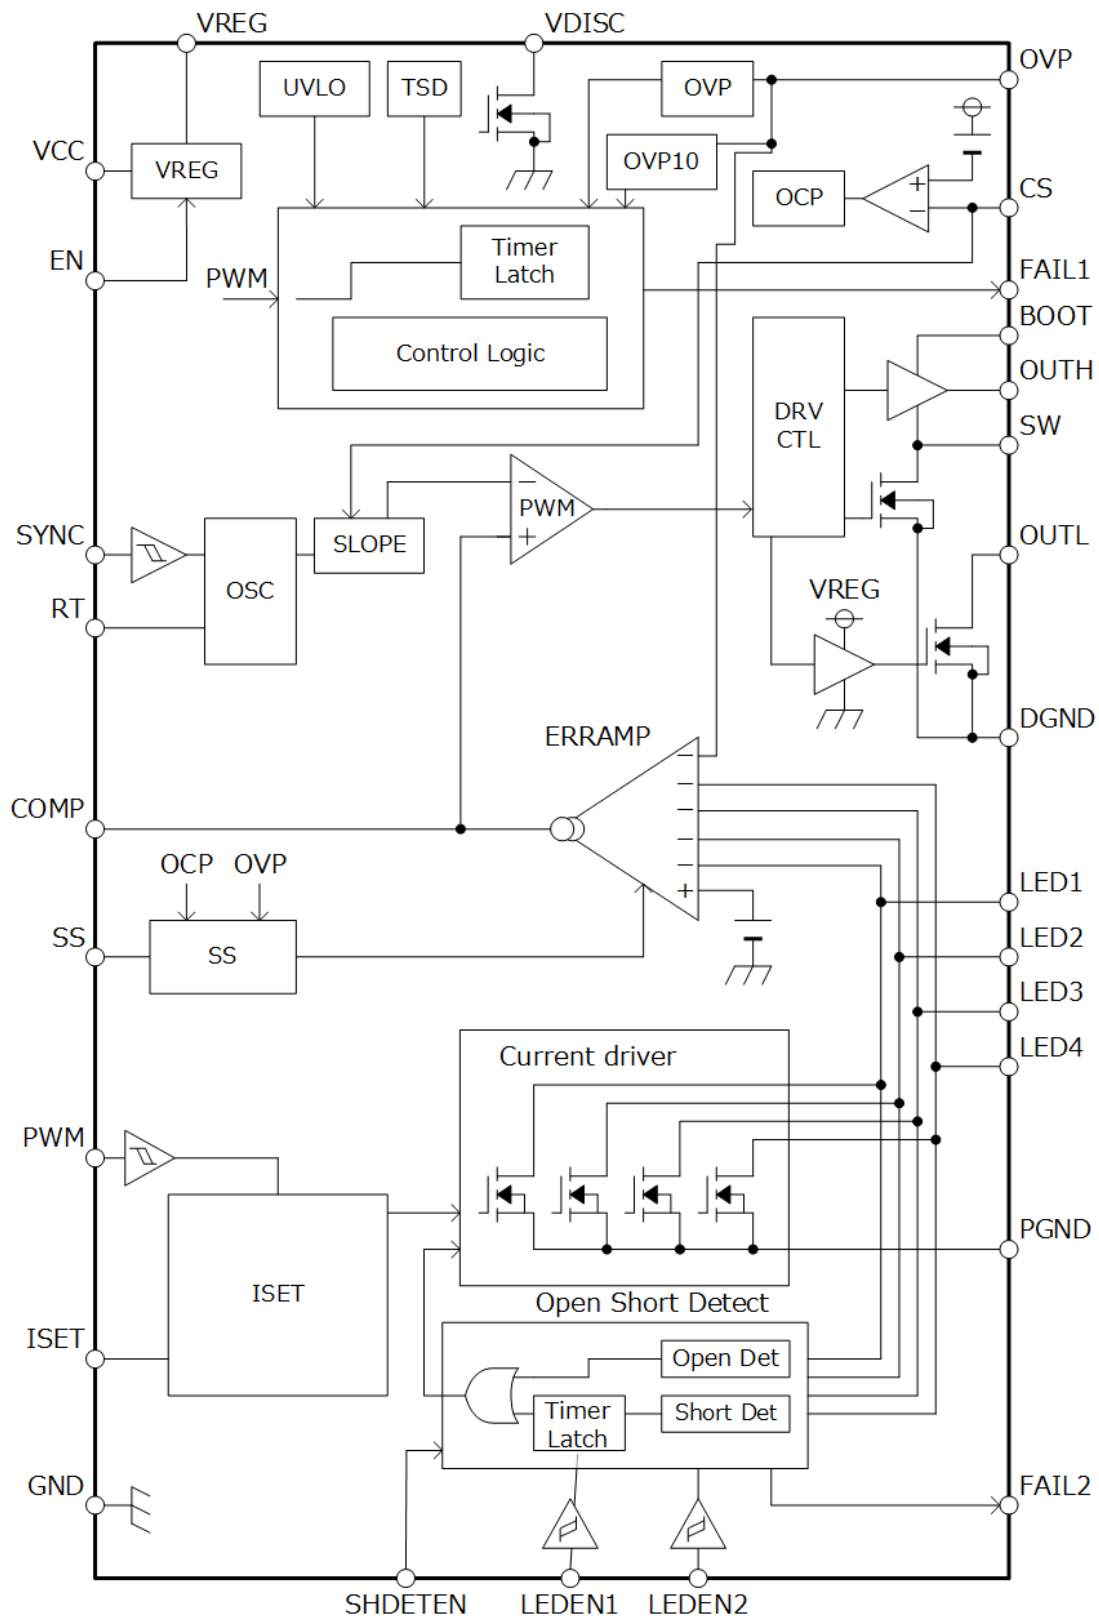 VREG
VDISC
OVP
UVLO
TSD
OVP
VCC
VREG
OVP10
OCP
+
−
CS
EN
PWM
Timer
Latch
FAIL1
BOOT
Control Logic
OUTH
DRV
CTL
SW
SYNC
SLOPE
−
PWM
+
OUTL
OSC
VREG
RT
ERRAMP
DGND
−
−
−
−
−
+
COMP
OCP
OVP
LED1
SS
SS
LED2
LED3
LED4
Current driver
PWM
PGND
ISET
Open Short Detect
ISET
Open Det
Timer
Latch
Short Det
GND
FAIL2
SHDETEN
LEDEN1
LEDEN2